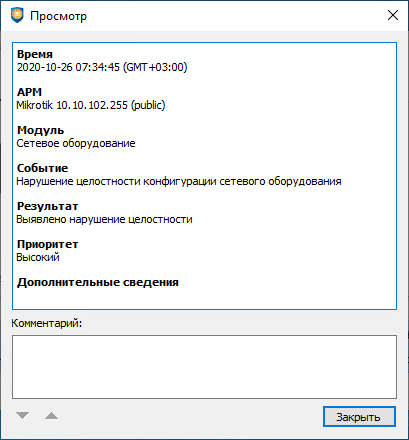 Просмотр
Время
2020-10-26 07:34:45 (GMT+03:00)
АРМ
Mikrotik 10.10.102.255 (public)
Модуль
Сетевое оборудование
Событие
Нарушение целостности конфигурации сетевого оборудования
Результат
Выявлено нарушение целостности
Приоритет
Высокий
Дополнительные сведения
Комментарий:
Закрыть